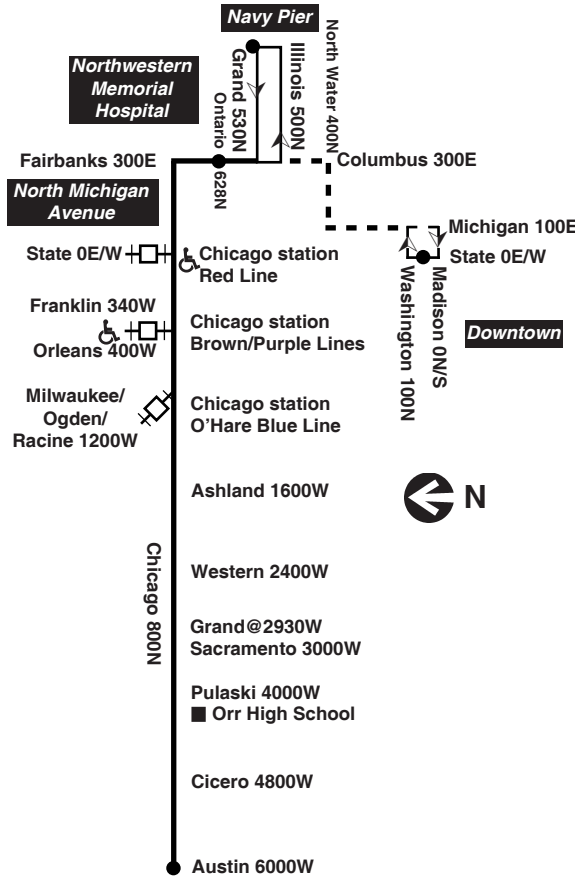 Navy Pier
Northwestern
Memorial
Hospital
Grand 530N
Illinois 500N
North Water 400N
Ontario
628N
Fairbanks 300E
Columbus 300E
North Michigan
Avenue
Michigan 100E
State 0E/W
State 0E/W
Chicago station
Red Line
Washington 100N
Madison 0N/S
Downtown
Franklin 340W
Orleans 400W
Chicago station
Brown/Purple Lines
Milwaukee/
Ogden/
Racine 1200W
Chicago station
O'Hare Blue Line
Ashland 1600W
N
Chicago 800N
Western 2400W
Grand@2930W
Sacramento 3000W
Pulaski 4000W
Orr High School
Cicero 4800W
Austin 6000W